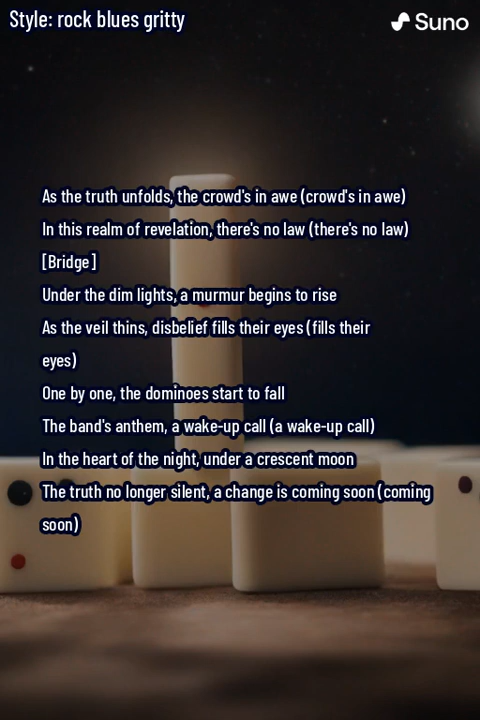 Style: rock blues gritty
Suno
As the truth unfolds, the crowd's in awe (crowd's in awe)
In this realm of revelation, there's no law (there's no law)
[Bridge]
Under the dim lights, a murmur begins to rise
As the veil thins, disbelief fills their eyes (fills their
eyes)
One by one, the dominoes start to fall
The band's anthem, a wake-up call (a wake-up call)
In the heart of the night, under a crescent moon
The truth no longer silent, a change is coming soon (coming
soon)